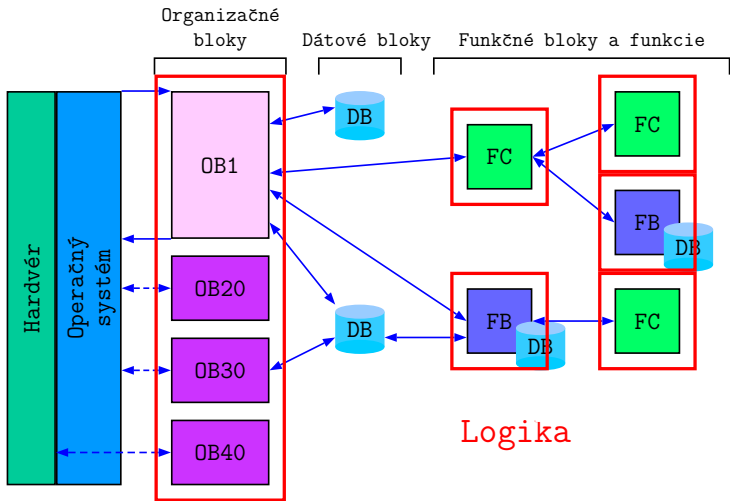 Organizačné
bloky
Dátové bloky
Funkčné bloky a funkcie
Hardvér
Operačný
systém
OB1
DB
FC
FC
FB
DB
OB20
DB
FB
DB
FC
OB30
OB40
Logika